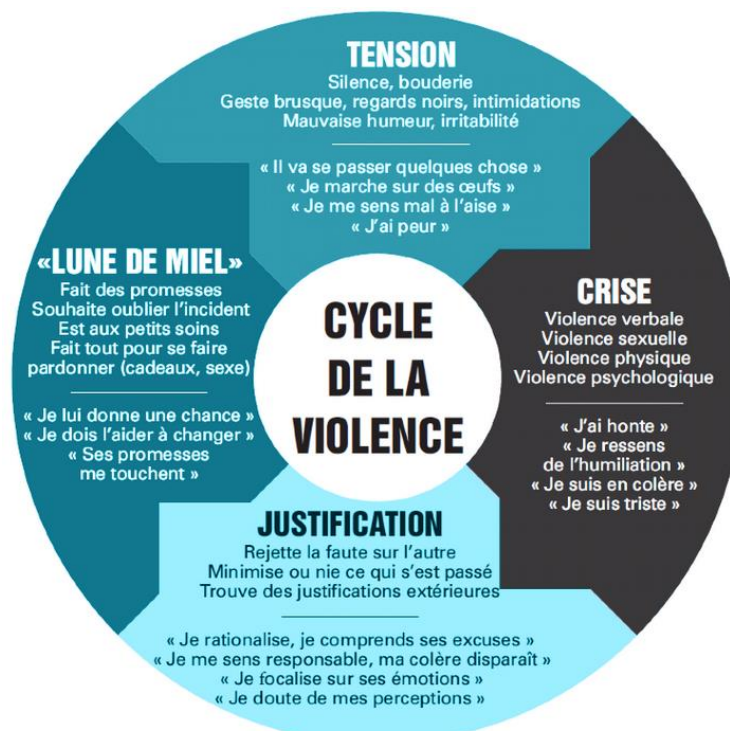 TENSION
Silence, bouderie
Geste brusque, regards noirs, intimidations
Mauvaise humeur, irritabilité
« Il va se passer quelques chose »
« Je marche sur des œufs »
« Je me sens mal à l'aise »
« J'ai peur »
CRISE
Violence verbale
Violence sexuelle
Violence physique
Violence psychologique
« J'ai honte »
« Je ressens
de l'humiliation »
« Je suis en colère »
« Je suis triste »
JUSTIFICATION
Rejette la faute sur l'autre
Minimise ou nie ce qui s'est passé
Trouve des justifications extérieures
« Je rationalise, je comprends ses excuses »
« Je me sens responsable, ma colère disparaît »
« Je focalise sur ses émotions »
« Je doute de mes perceptions »
«LUNE DE MIEL»
Fait des promesses
Souhaite oublier l'incident
Est aux petits soins
Fait tout pour se faire
pardonner (cadeaux, sexe)
« Je lui donne une chance »
« Je dois l'aider à changer »
« Ses promesses
me touchent »
CYCLE
DE LA
VIOLENCE